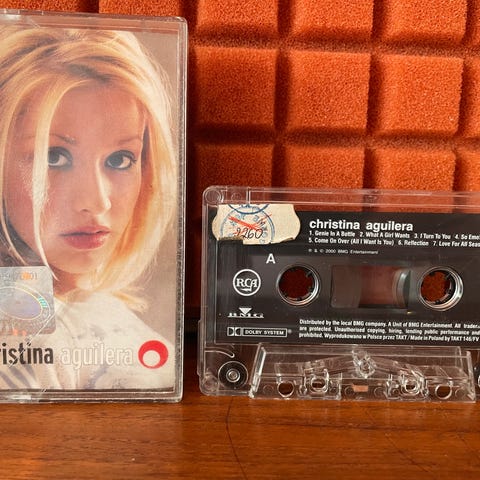 ristina aguilera
2260
christina aguilera
1. Genie In A Bottle 2. What A Girl Wants 3. I Turn To You 4. So Emo
5. Come On Over (All I Want Is You) 6. Reflection 7. Love For All Seas
℗ & © 2000 BMG Entertainment
A
RCA
BMG
DOLBY SYSTEM
Distributed by the local BMG company. A Unit of BMG Entertainment. All trade
are protected. Unauthorised copying, hiring, lending public performance and
prohibited. Wyprodukowano w Polsce przez TAKT / Made in Poland by TAKT 146/FV